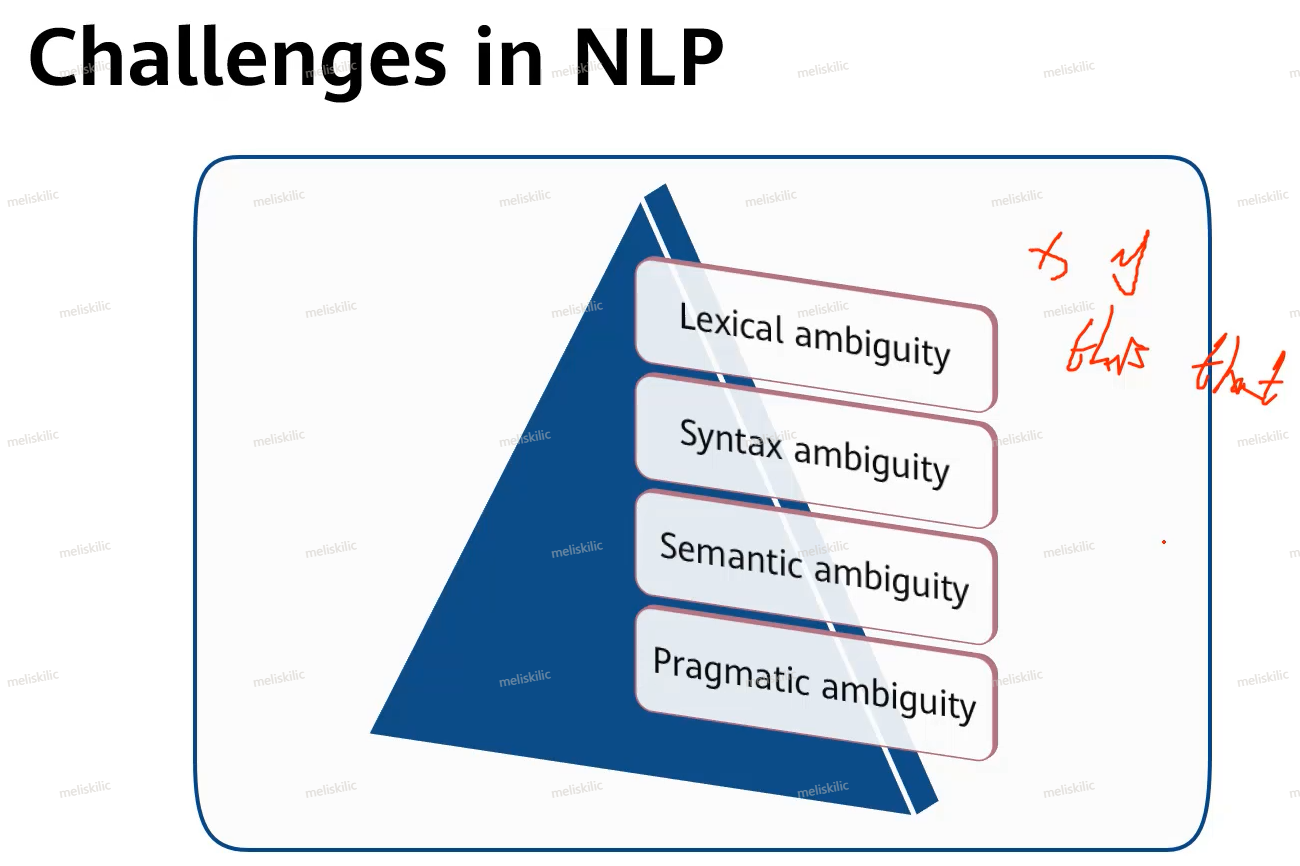 Challenges in NLP
Lexical ambiguity
Syntax ambiguity
Semantic ambiguity
Pragmatic ambiguity
x y
this that
meliskilic